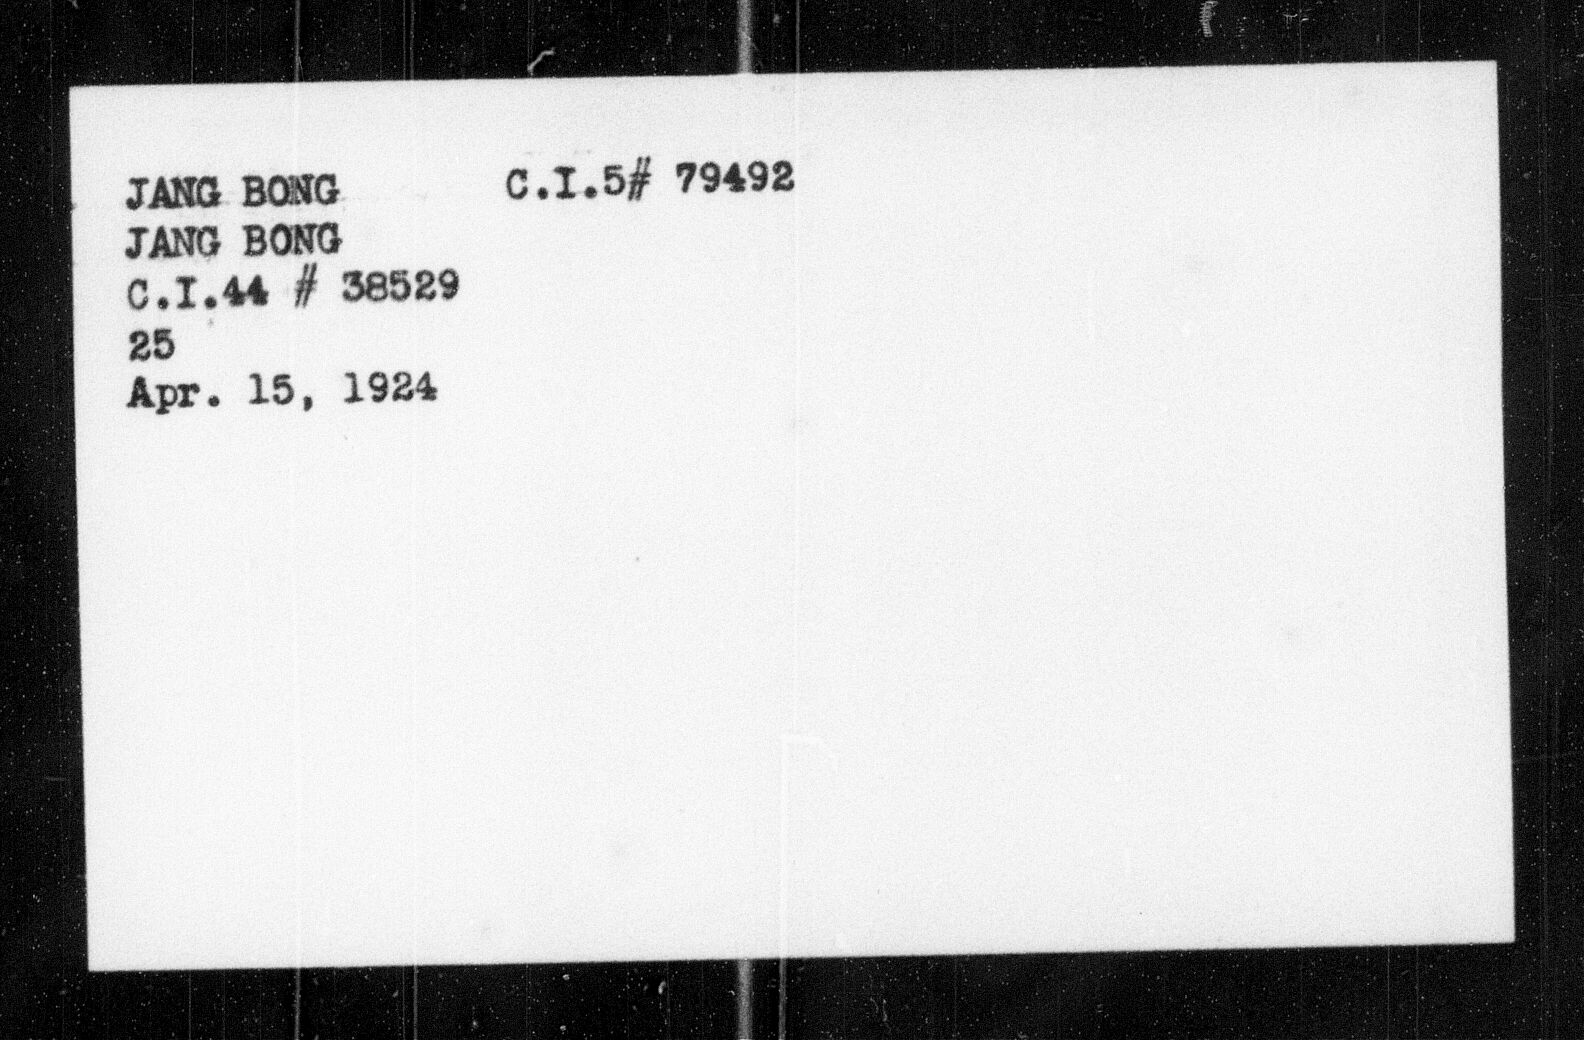 JANG BONG C.I.5# 79492
JANG BONG
C.I.44 # 38529
25
Apr. 15, 1924